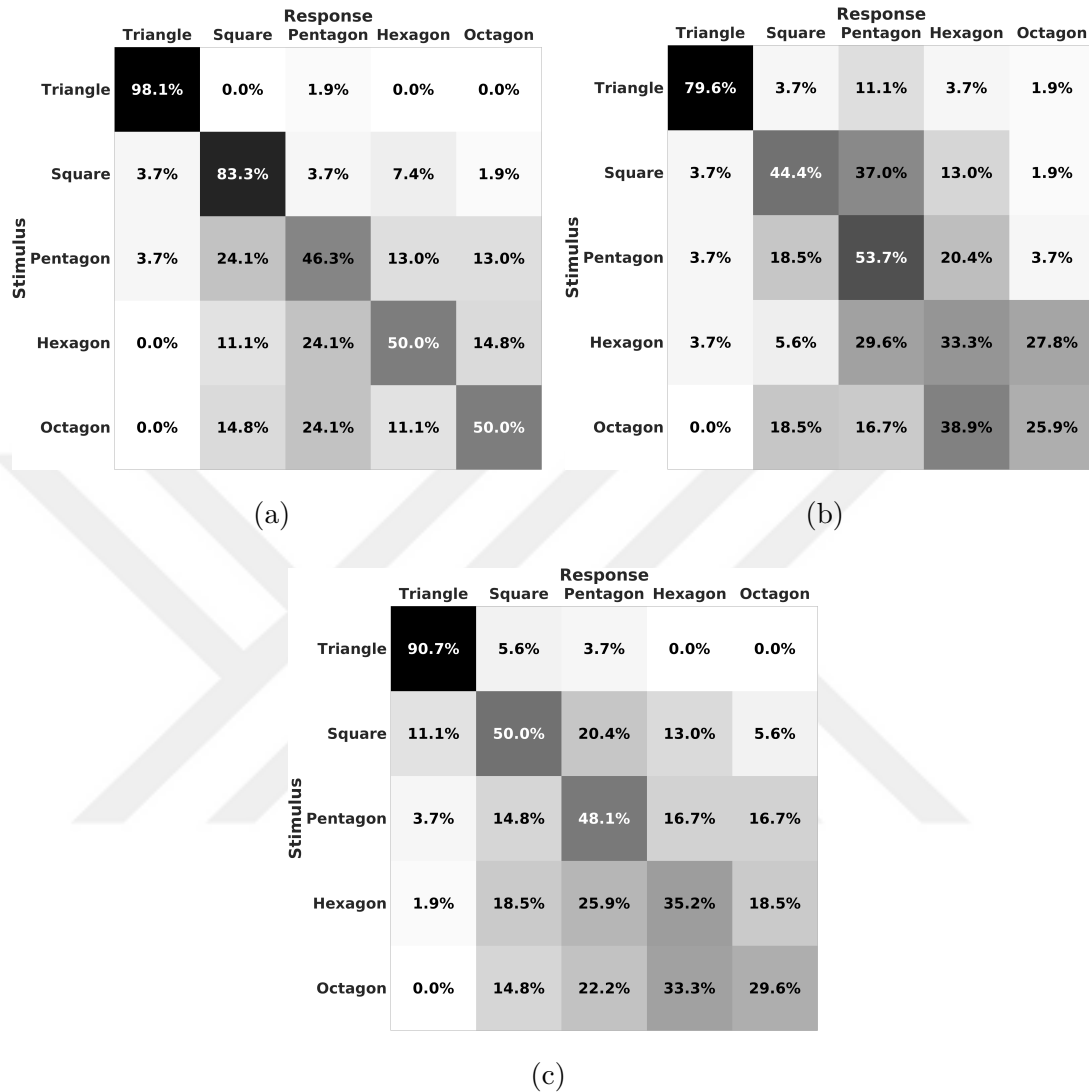 Response
Triangle Square Pentagon Hexagon Octagon
Stimulus
Triangle 98.1% 0.0% 1.9% 0.0% 0.0%
Square 3.7% 83.3% 3.7% 7.4% 1.9%
Pentagon 3.7% 24.1% 46.3% 13.0% 13.0%
Hexagon 0.0% 11.1% 24.1% 50.0% 14.8%
Octagon 0.0% 14.8% 24.1% 11.1% 50.0%
(a)
Response
Triangle Square Pentagon Hexagon Octagon
Stimulus
Triangle 79.6% 3.7% 11.1% 3.7% 1.9%
Square 3.7% 44.4% 37.0% 13.0% 1.9%
Pentagon 3.7% 18.5% 53.7% 20.4% 3.7%
Hexagon 3.7% 5.6% 29.6% 33.3% 27.8%
Octagon 0.0% 18.5% 16.7% 38.9% 25.9%
(b)
Response
Triangle Square Pentagon Hexagon Octagon
Stimulus
Triangle 90.7% 5.6% 3.7% 0.0% 0.0%
Square 11.1% 50.0% 20.4% 13.0% 5.6%
Pentagon 3.7% 14.8% 48.1% 16.7% 16.7%
Hexagon 1.9% 18.5% 25.9% 35.2% 18.5%
Octagon 0.0% 14.8% 22.2% 33.3% 29.6%
(c)